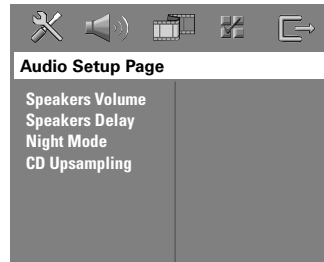 Audio Setup Page
Speakers Volume
Speakers Delay
Night Mode
CD Upsampling